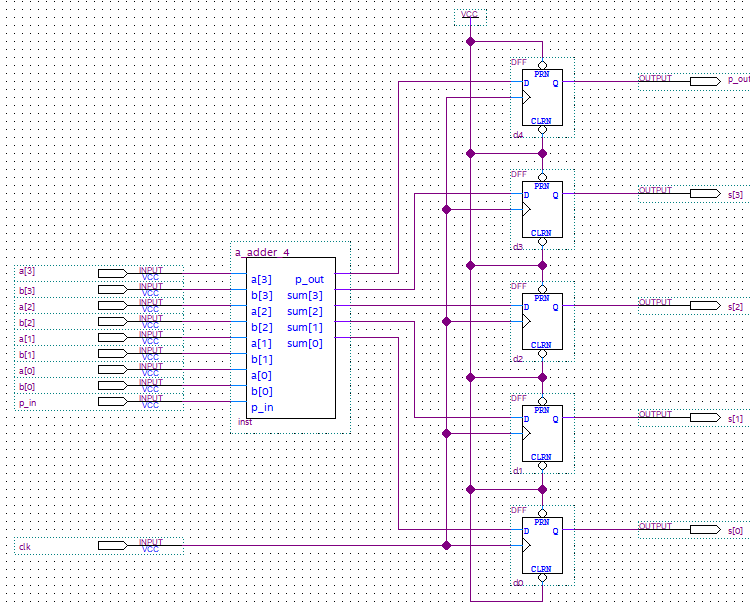 VCC
DFF
PRN
D Q
CLRN
d4
OUTPUT p_out
DFF
PRN
D Q
CLRN
d3
OUTPUT s[3]
a_adder_4
a[3] INPUT VCC
b[3] INPUT VCC
a[2] INPUT VCC
b[2] INPUT VCC
a[1] INPUT VCC
b[1] INPUT VCC
a[0] INPUT VCC
b[0] INPUT VCC
p_in INPUT VCC
a[3] p_out
b[3] sum[3]
a[2] sum[2]
b[2] sum[1]
a[1] sum[0]
b[1]
a[0]
b[0]
p_in
inst
DFF
PRN
D Q
CLRN
d2
OUTPUT s[2]
DFF
PRN
D Q
CLRN
d1
OUTPUT s[1]
DFF
PRN
D Q
CLRN
d0
OUTPUT s[0]
clk INPUT VCC